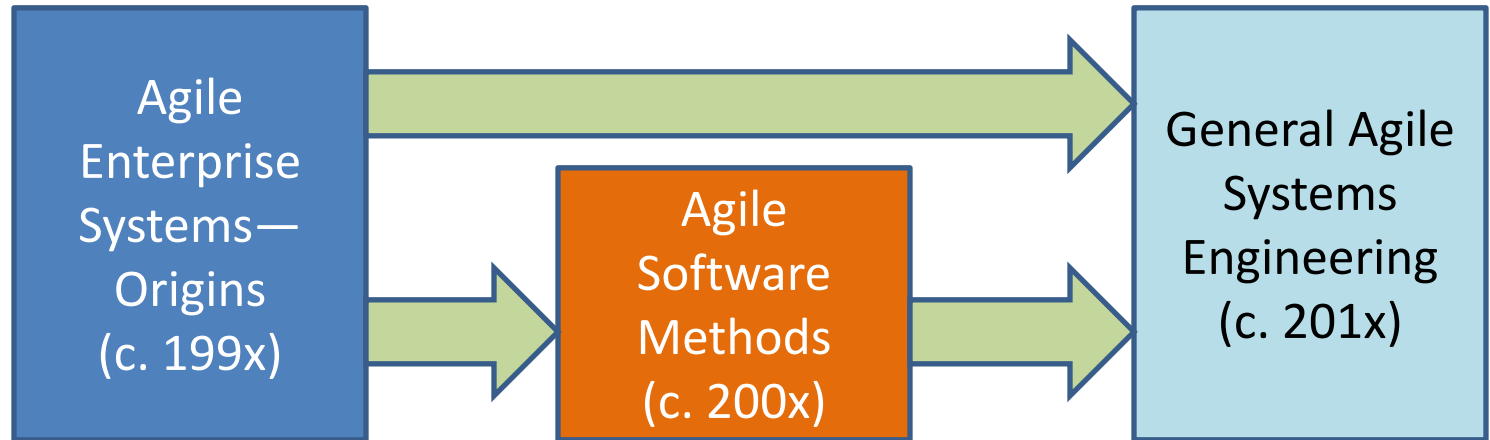 Agile
Enterprise
Systems—
Origins
(c. 199x)
Agile
Software
Methods
(c. 200x)
General Agile
Systems
Engineering
(c. 201x)